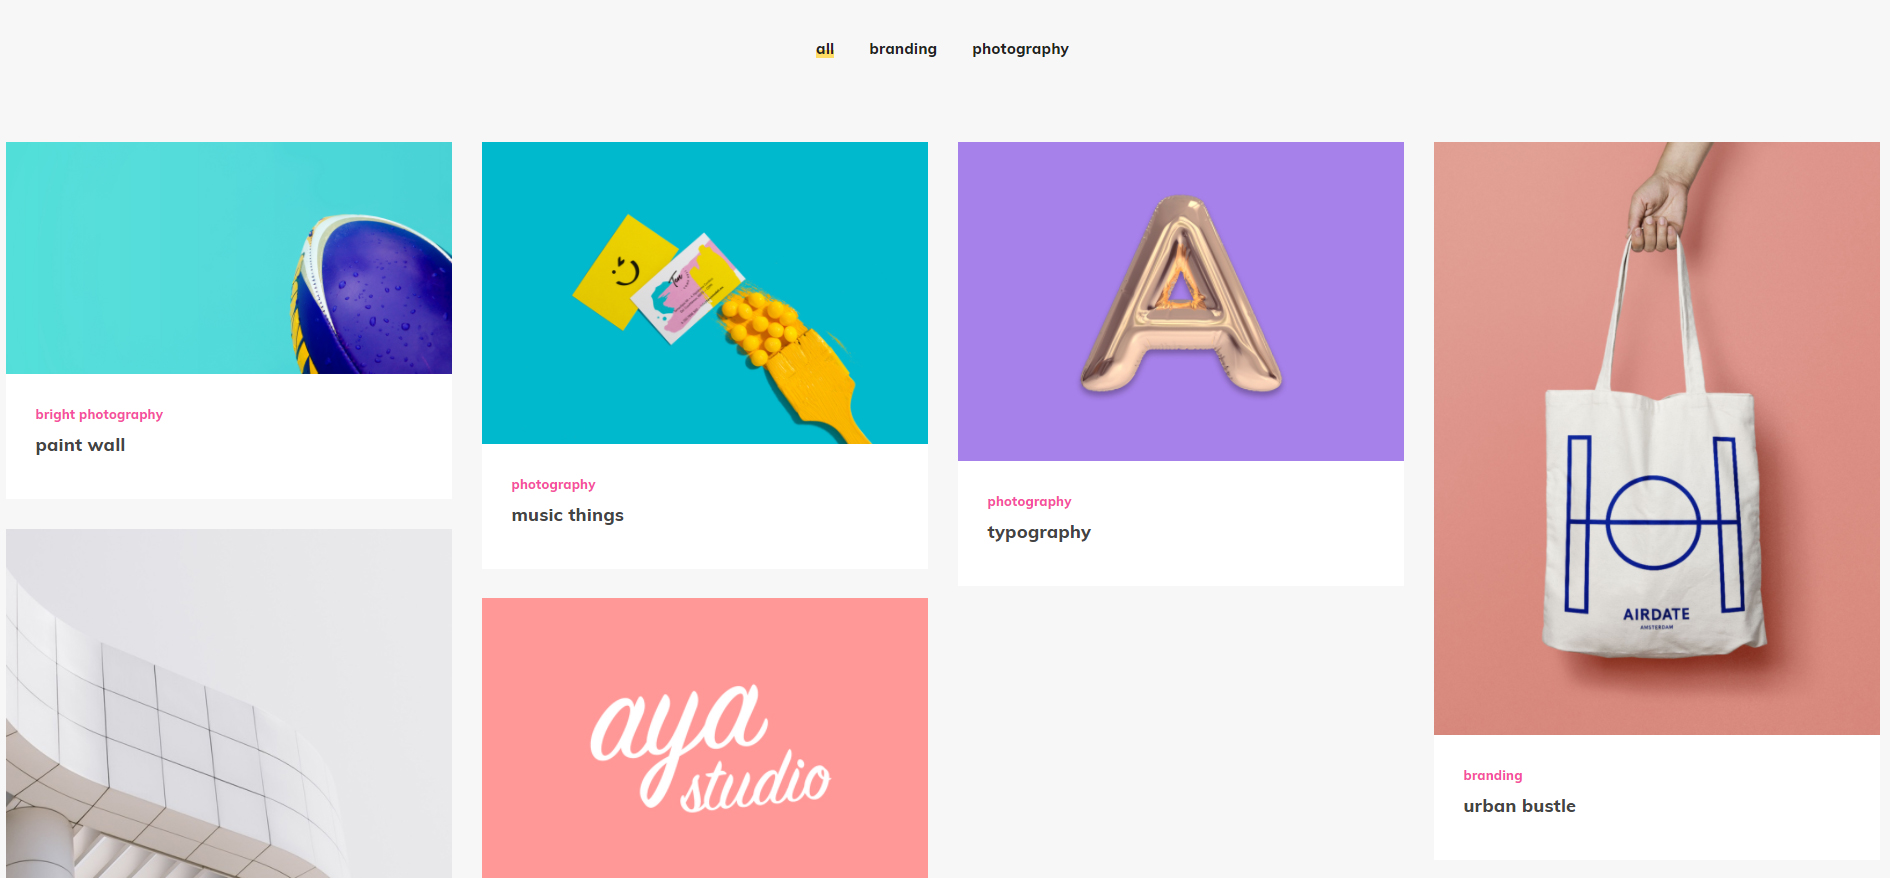 all
branding
photography
bright photography
paint wall
photography
music things
photography
typography
AIRDATE
AMSTERDAM
branding
urban bustle
aya
studio